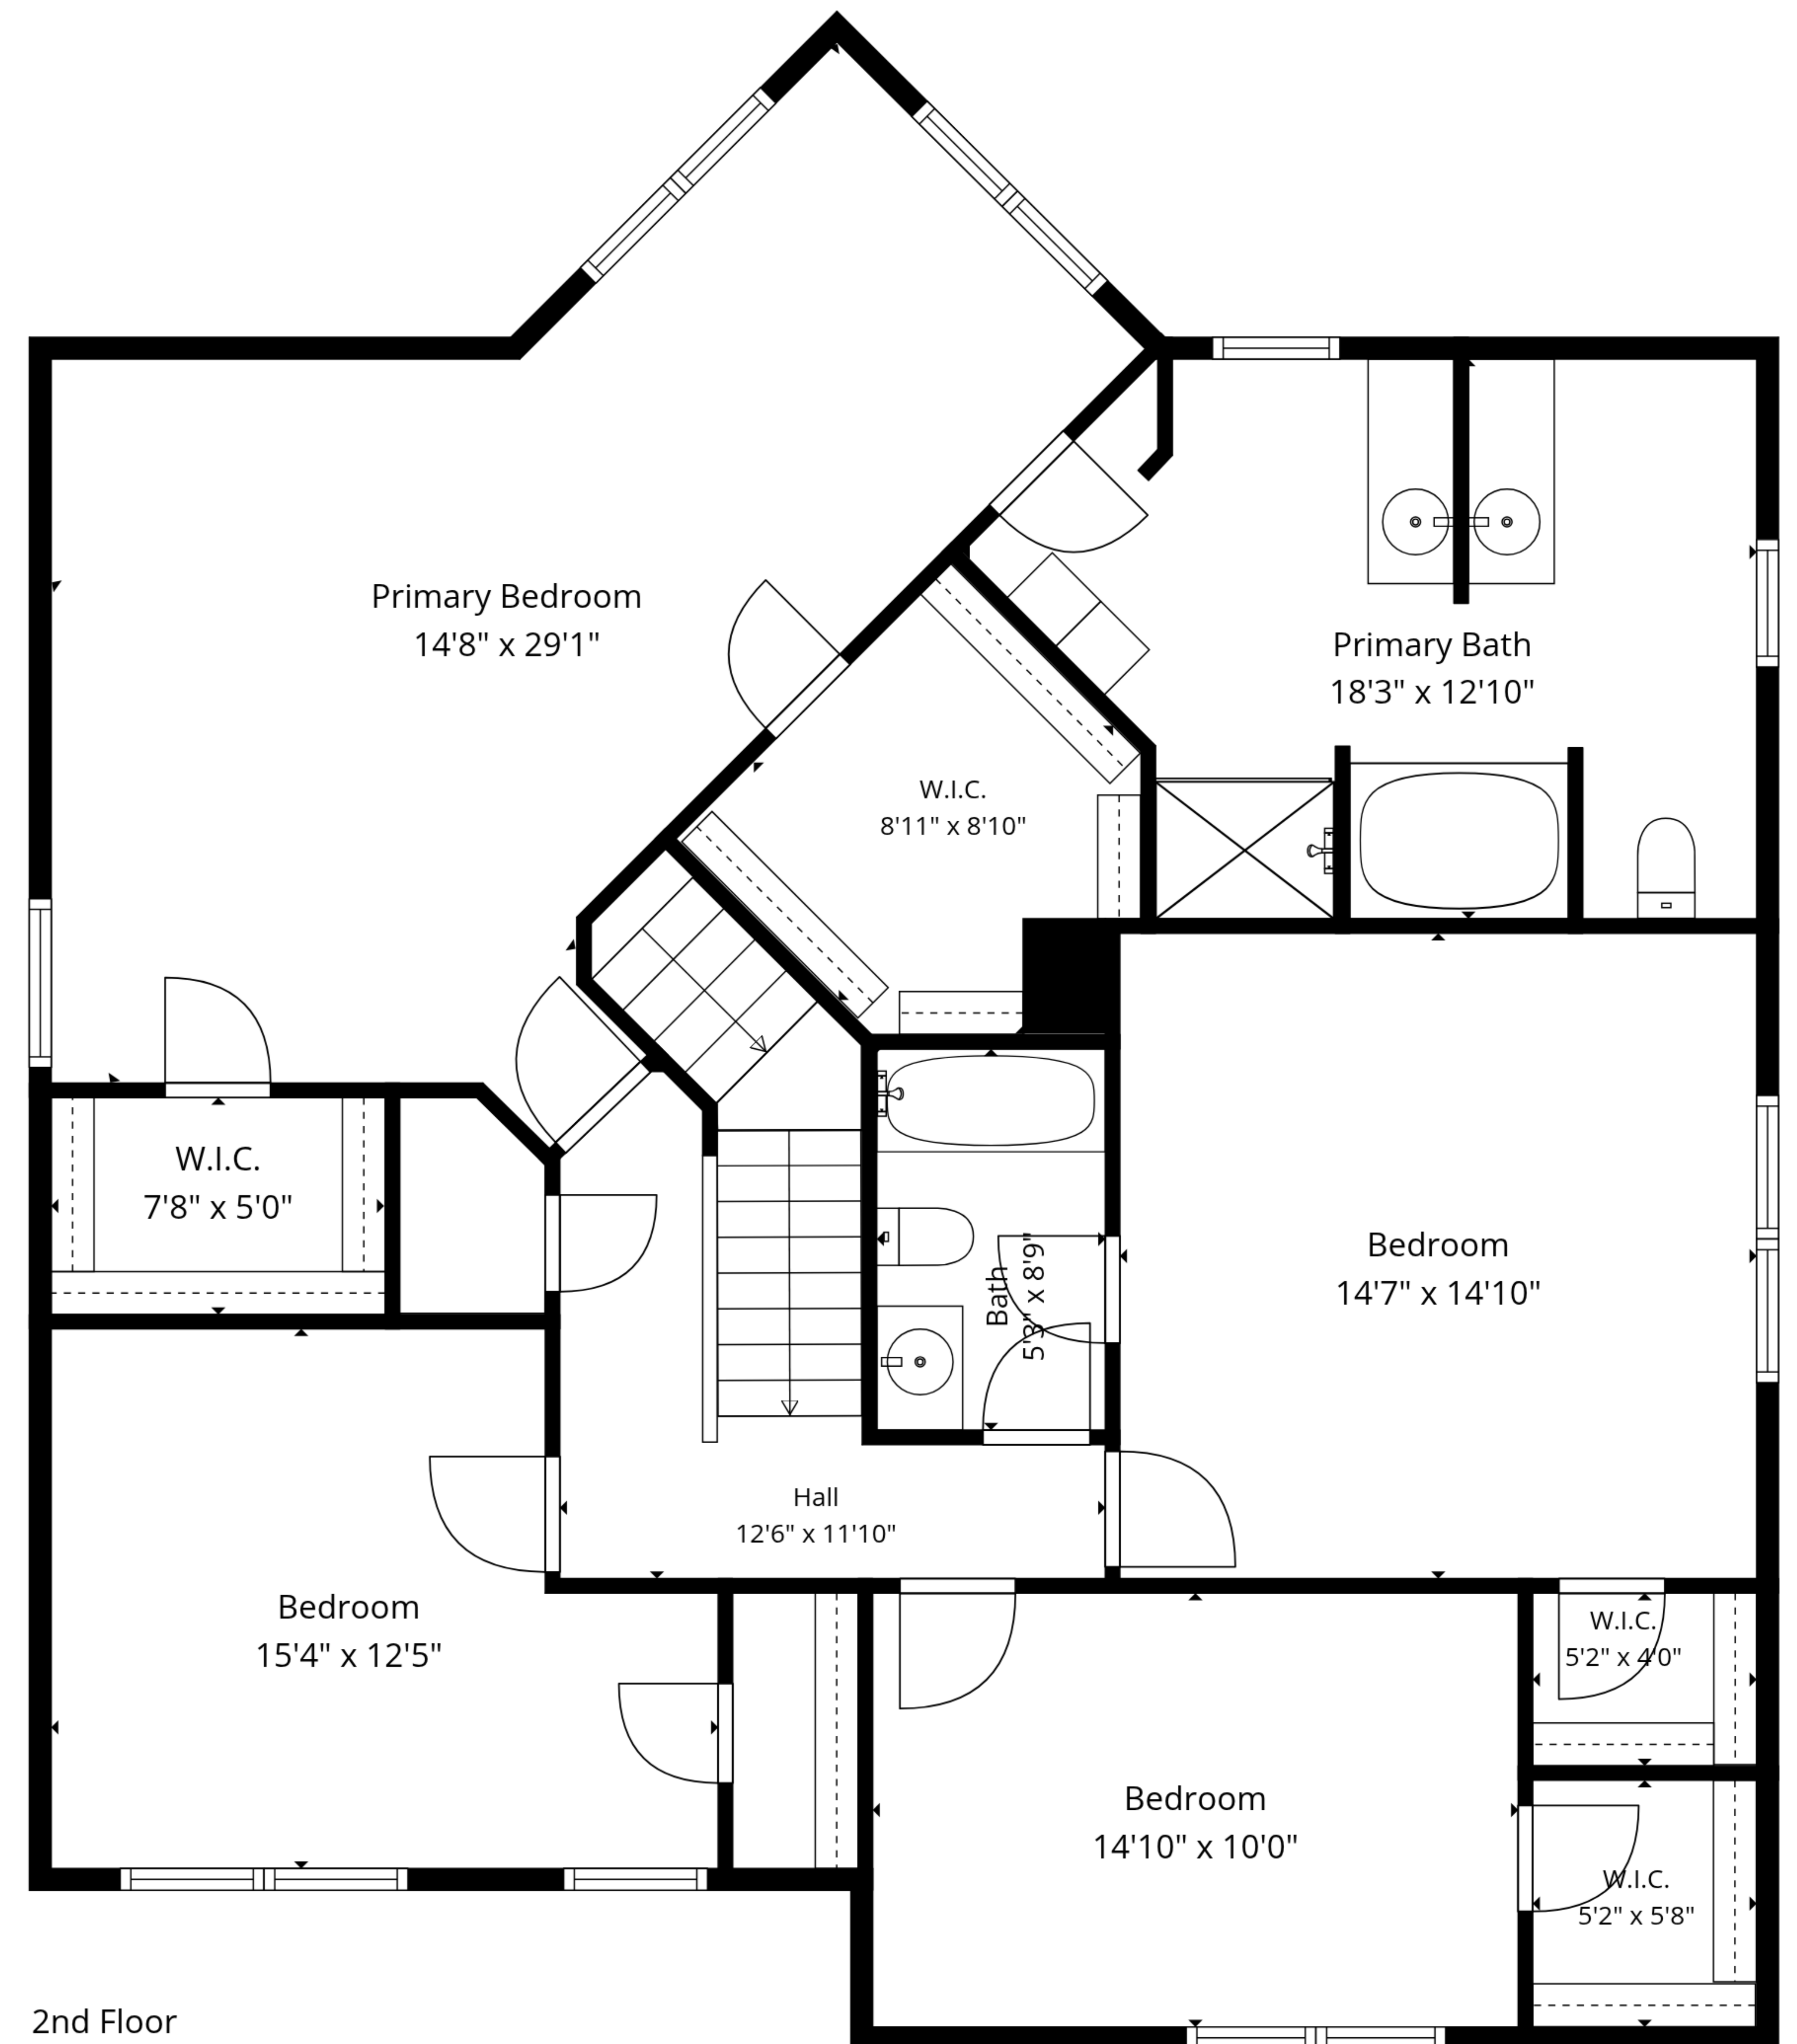 Primary Bedroom
14'8" x 29'1"
Primary Bath
18'3" x 12'10"
W.I.C.
8'11" x 8'10"
W.I.C.
7'8" x 5'0"
Bath
5'3" x 8'9"
Bedroom
14'7" x 14'10"
Hall
12'6" x 11'10"
Bedroom
15'4" x 12'5"
W.I.C.
5'2" x 4'0"
Bedroom
14'10" x 10'0"
W.I.C.
5'2" x 5'8"
2nd Floor